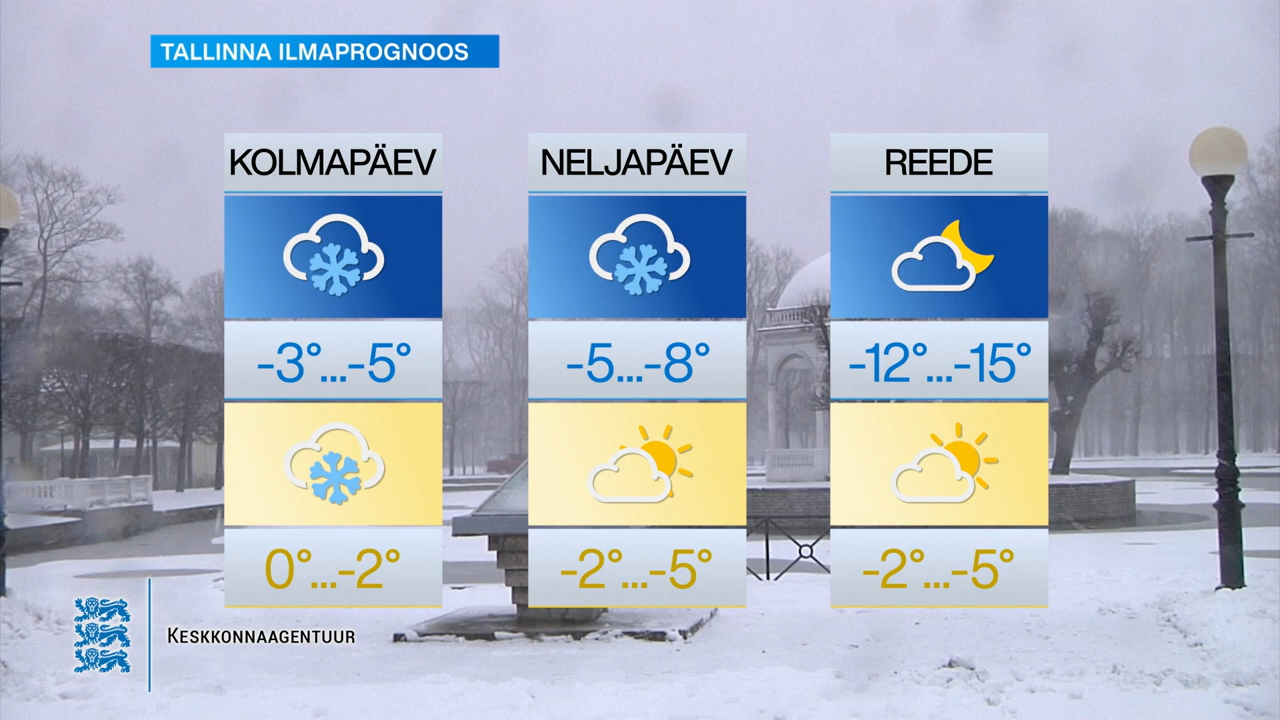 TALLINNA ILMAPROGNOOS
KOLMAPÄEV
-3°...-5°
0°...-2°
NELJAPÄEV
-5...-8°
-2°...-5°
REEDE
-12°...-15°
-2°...-5°
KESKKONNAAGENTUUR